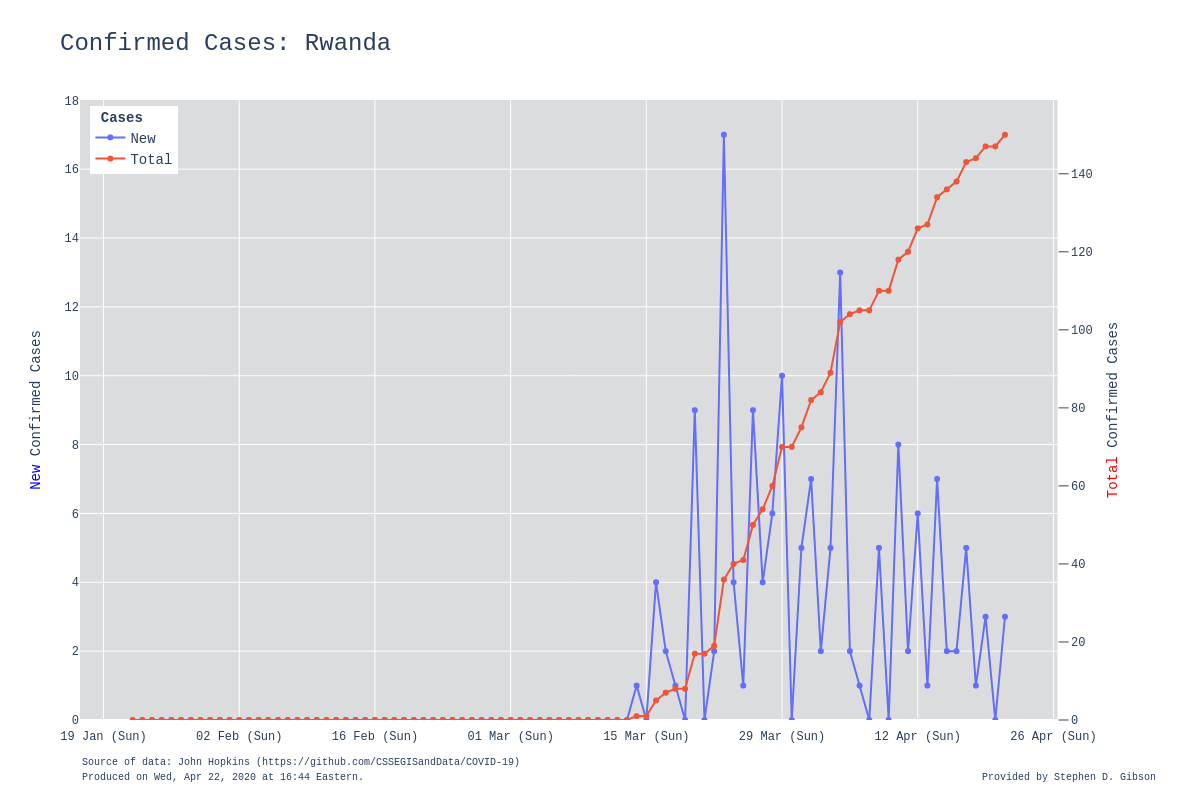 Confirmed Cases: Rwanda
Cases
New
Total
18
16
14
12
10
8
6
4
2
0
140
120
100
80
60
40
20
0
New Confirmed Cases
Total Confirmed Cases
19 Jan (Sun) 02 Feb (Sun) 16 Feb (Sun) 01 Mar (Sun) 15 Mar (Sun) 29 Mar (Sun) 12 Apr (Sun) 26 Apr (Sun)
Source of data: John Hopkins (https://github.com/CSSEGISandData/COVID-19)
Produced on Wed, Apr 22, 2020 at 16:44 Eastern.
Provided by Stephen D. Gibson